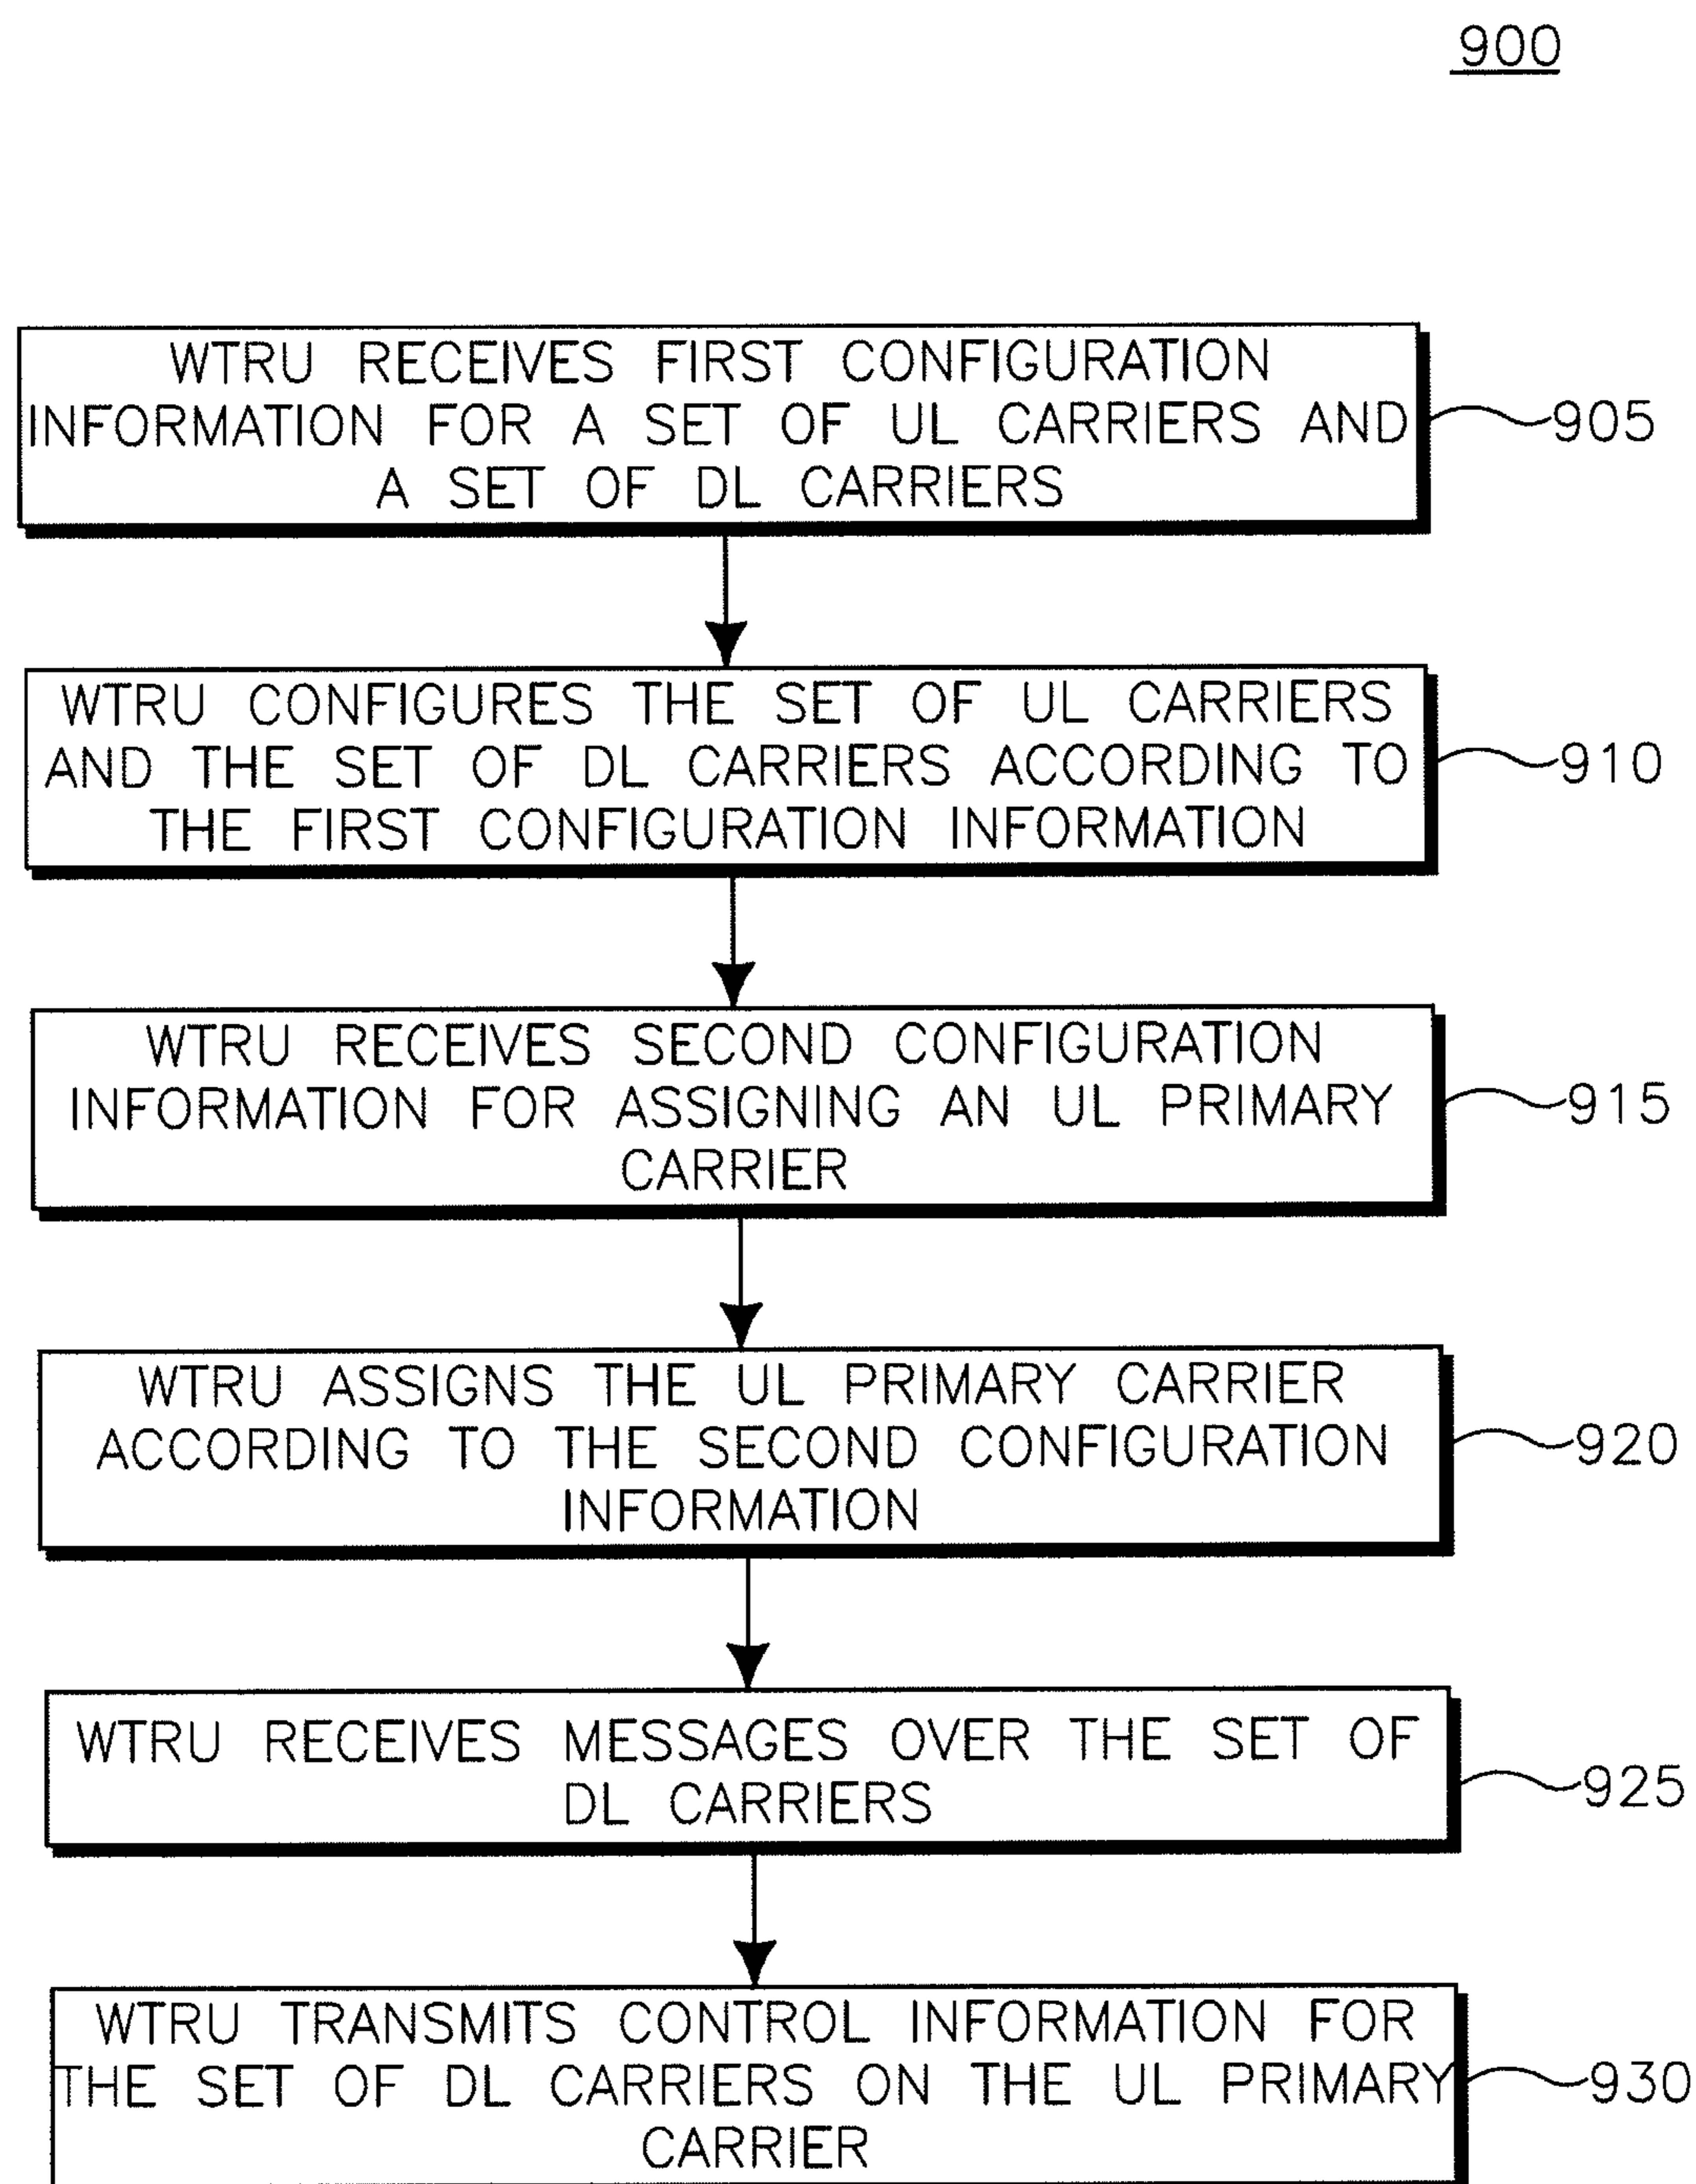 900
WTRU RECEIVES FIRST CONFIGURATION
INFORMATION FOR A SET OF UL CARRIERS AND
A SET OF DL CARRIERS
905
WTRU CONFIGURES THE SET OF UL CARRIERS
AND THE SET OF DL CARRIERS ACCORDING TO
THE FIRST CONFIGURATION INFORMATION
910
WTRU RECEIVES SECOND CONFIGURATION
INFORMATION FOR ASSIGNING AN UL PRIMARY
CARRIER
915
WTRU ASSIGNS THE UL PRIMARY CARRIER
ACCORDING TO THE SECOND CONFIGURATION
INFORMATION
920
WTRU RECEIVES MESSAGES OVER THE SET OF
DL CARRIERS
925
WTRU TRANSMITS CONTROL INFORMATION FOR
THE SET OF DL CARRIERS ON THE UL PRIMARY
CARRIER
930